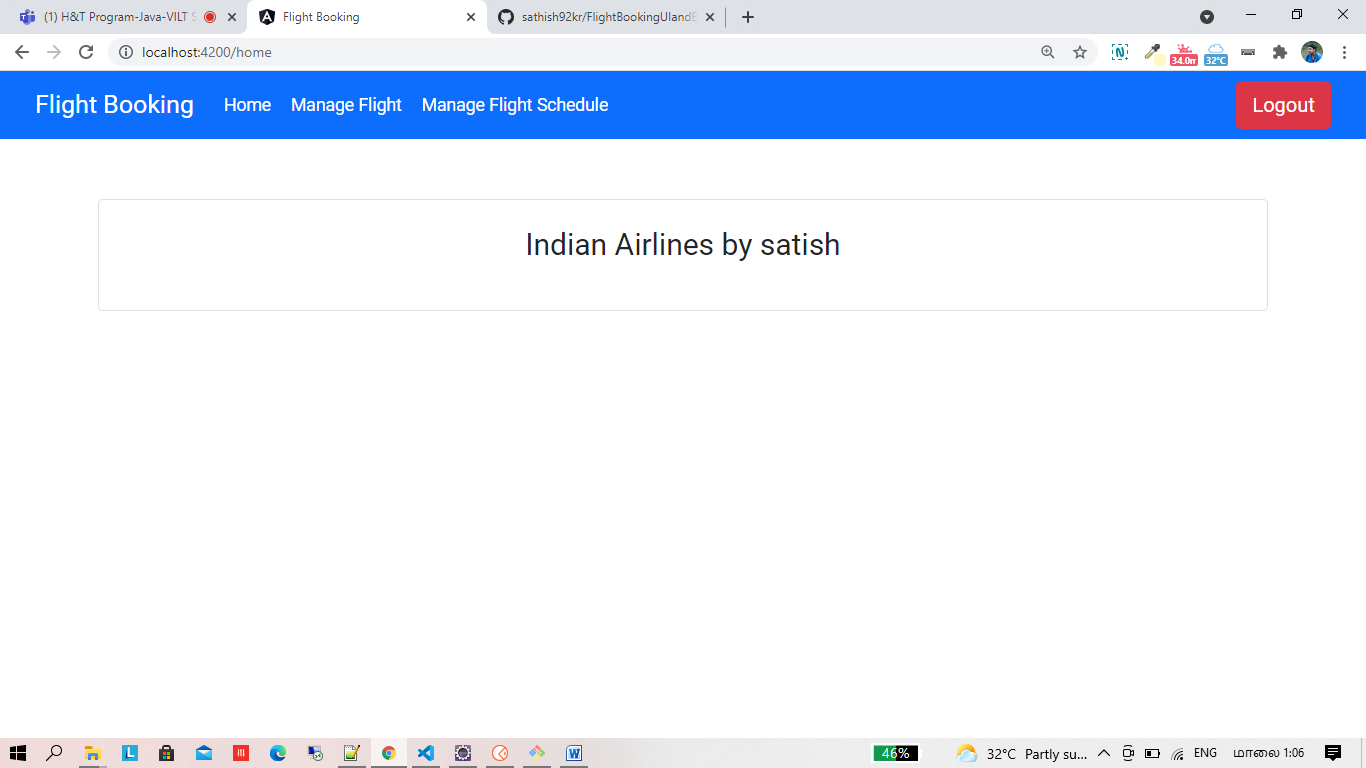 (1) H&T Program-Java-VILT S
Flight Booking
sathish92kr/FlightBookingUIandB
localhost:4200/home
34.0m
32°C
Flight Booking
Home
Manage Flight
Manage Flight Schedule
Logout
Indian Airlines by satish
46%
32°C Partly su...
ENG
மாலை 1:06